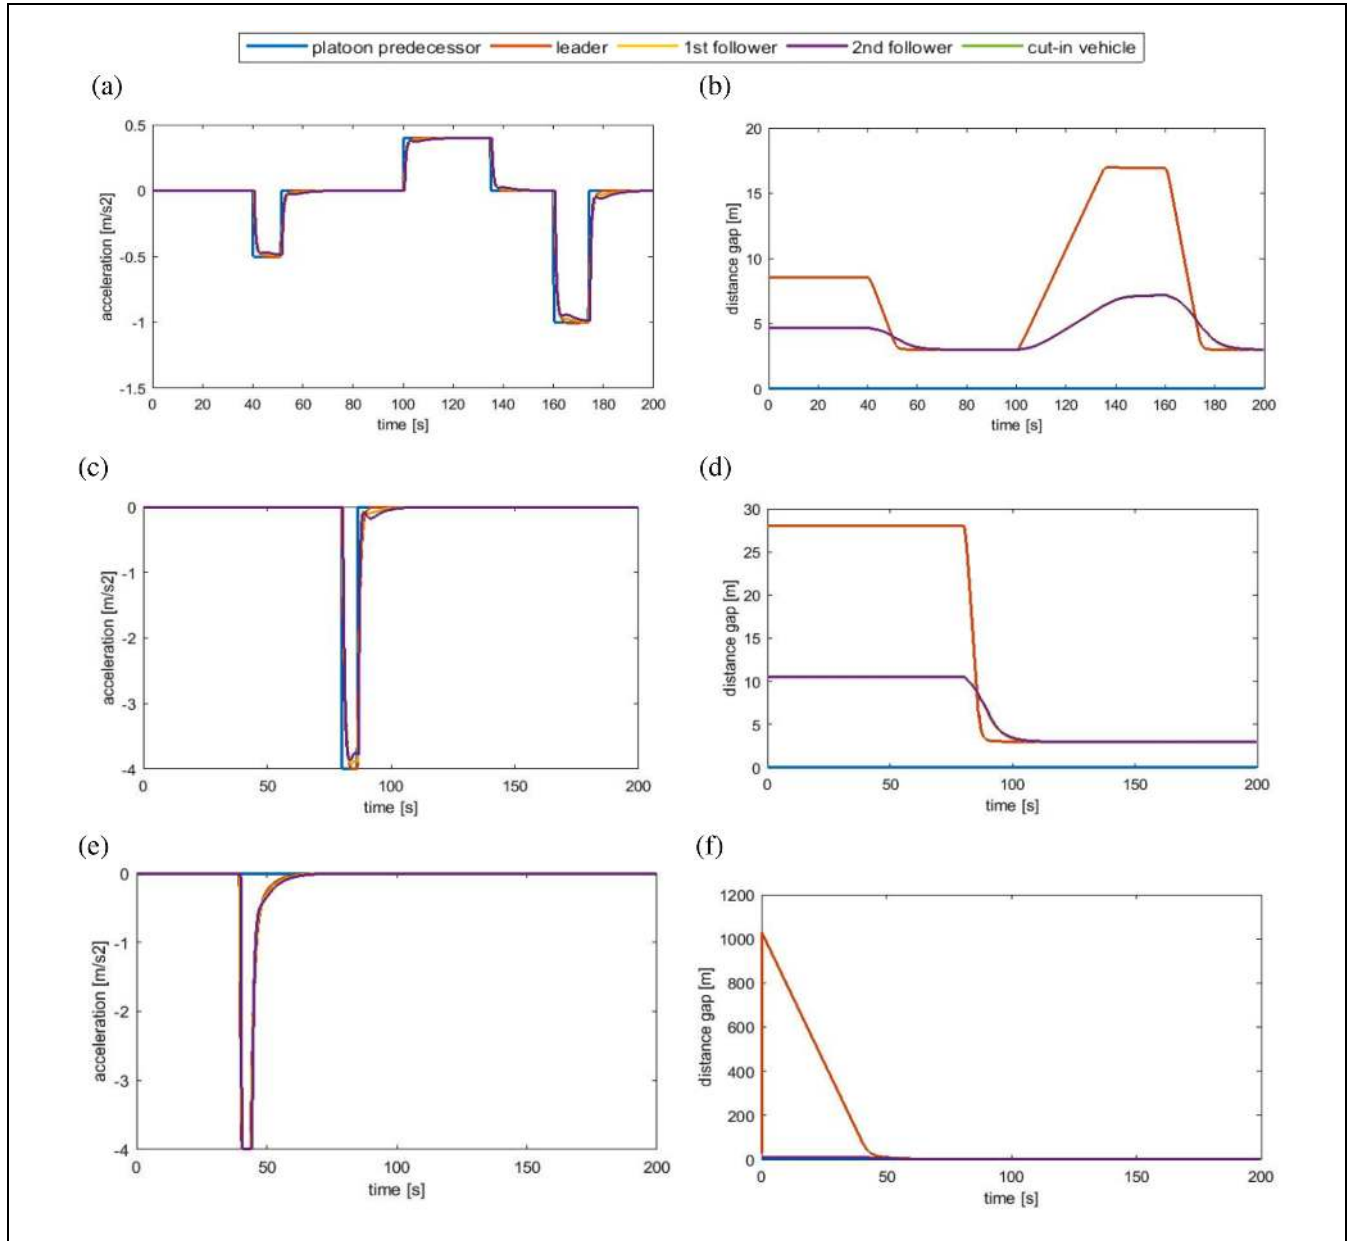 platoon predecessor leader 1st follower 2nd follower cut-in vehicle
(a)
0.5
0
-0.5
-1
-1.5
acceleration [m/s2]
0 20 40 60 80 100 120 140 160 180 200
time [s]
(b)
20
15
10
5
0
distance gap [m]
0 20 40 60 80 100 120 140 160 180 200
time [s]
(c)
0
-1
-2
-3
-4
acceleration [m/s2]
0 50 100 150 200
time [s]
(d)
30
25
20
15
10
5
0
distance gap [m]
0 50 100 150 200
time [s]
(e)
0
-1
-2
-3
-4
acceleration [m/s2]
0 50 100 150 200
time [s]
(f)
1200
1000
800
600
400
200
0
distance gap [m]
0 50 100 150 200
time [s]